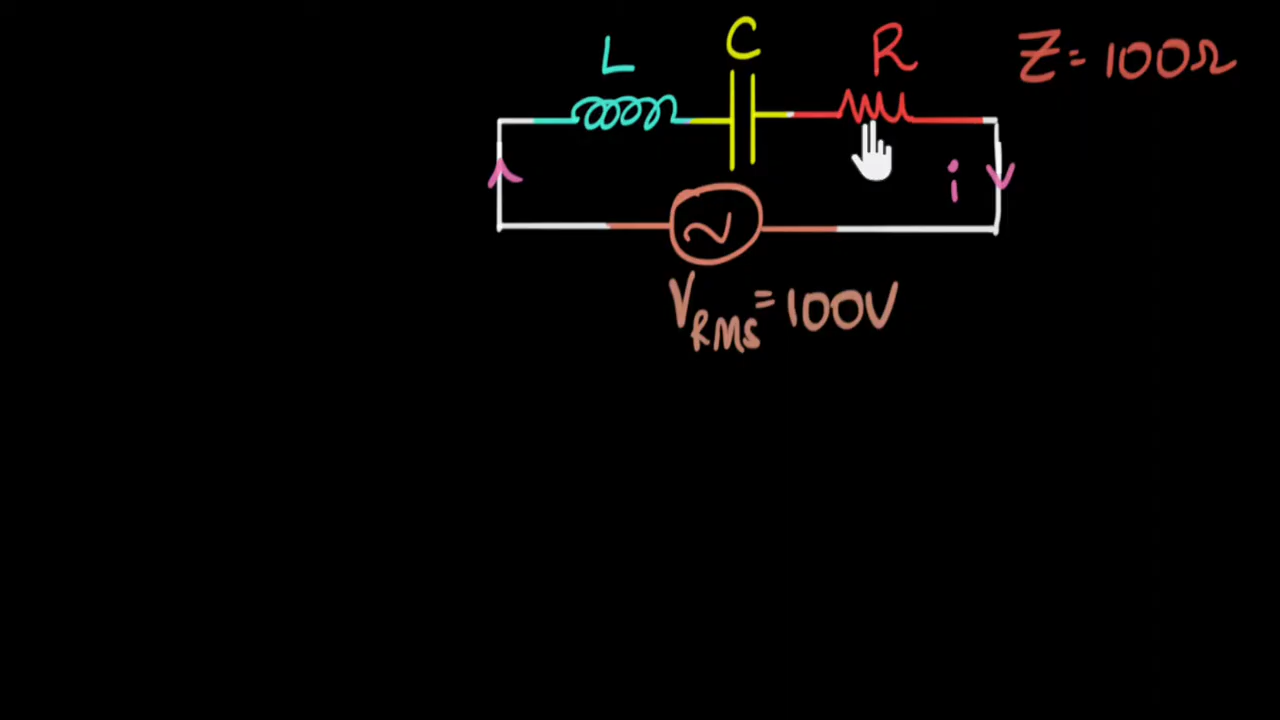 L
C
R
Z = 100Ω
i
V_RMS = 100V